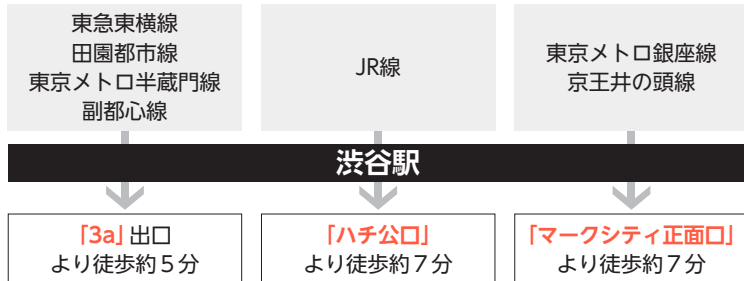 東急東横線
田園都市線
東京メトロ半蔵門線
副都心線
JR線
東京メトロ銀座線
京王井の頭線
渋谷駅
「3a」出口
より徒歩約5分
「ハチ公口」
より徒歩約7分
「マークシティ正面口」
より徒歩約7分